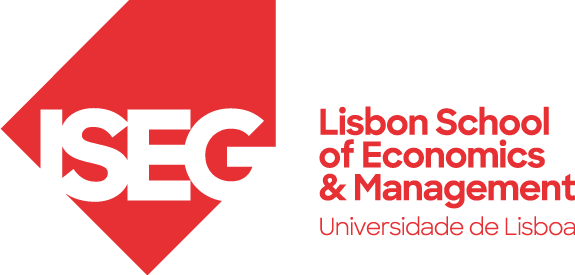 ISEG
Lisbon School
of Economics
& Management
Universidade de Lisboa